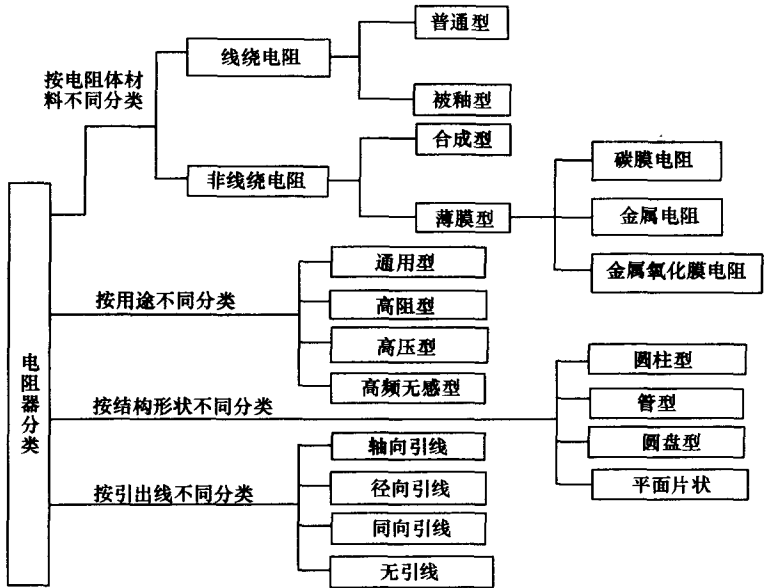 普通型
线绕电阻
按电阻体材
料不同分类
被釉型
合成型
碳膜电阻
非线绕电阻
薄膜型
金属电阻
通用型
金属氧化膜电阻
按用途不同分类
高阻型
高压型
高频无感型
电阻器分类
圆柱型
按结构形状不同分类
管型
圆盘型
平面片状
轴向引线
按引出线不同分类
径向引线
同向引线
无引线